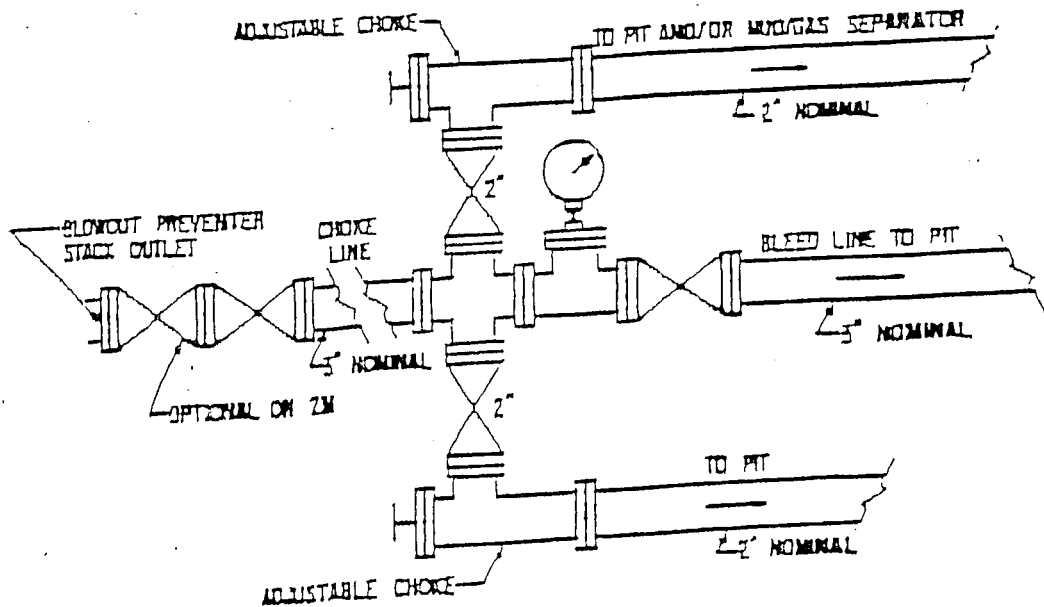 ADJUSTABLE CHOKE
TO PIT AND/OR MUD/GAS SEPARATOR
2" NOMINAL
2"
BLOWOUT PREVENTER
STACK OUTLET
CHOKE
LINE
BLEED LINE TO PIT
3" NOMINAL
3" NOMINAL
OPTIONAL ON 2M
2"
TO PIT
2" NOMINAL
ADJUSTABLE CHOKE